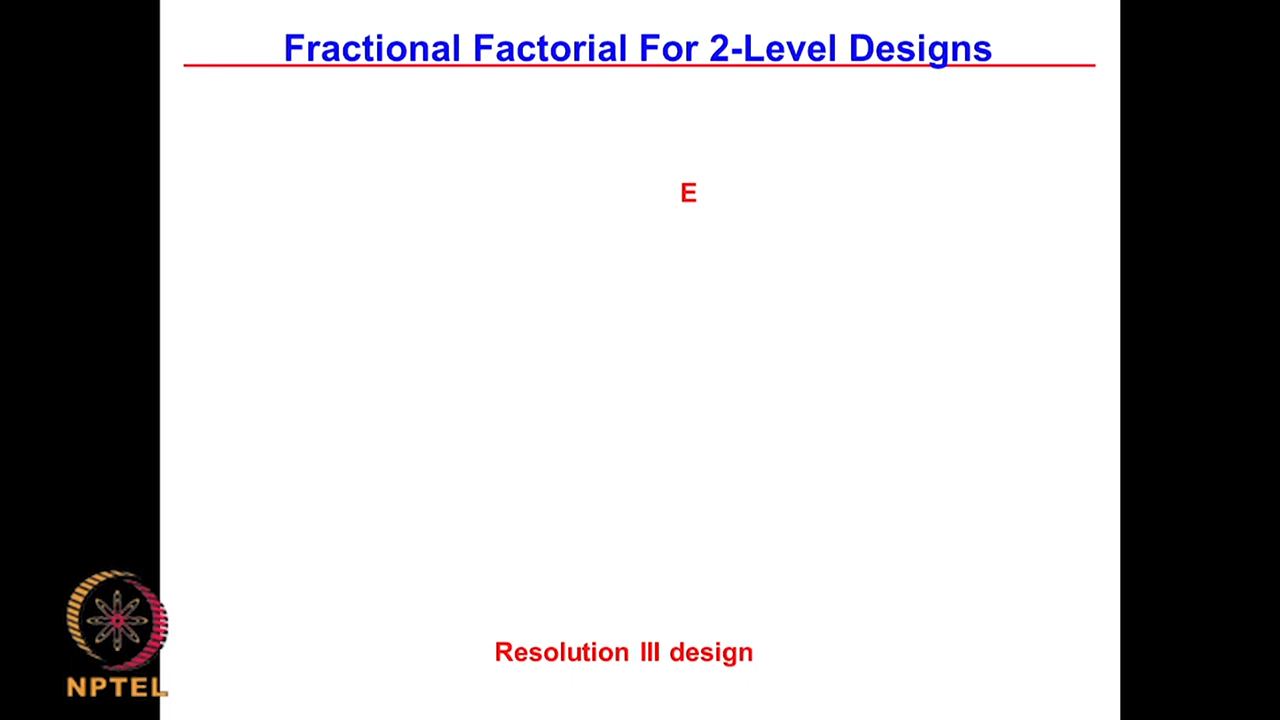 Fractional Factorial For 2-Level Designs
E
Resolution III design
NPTEL